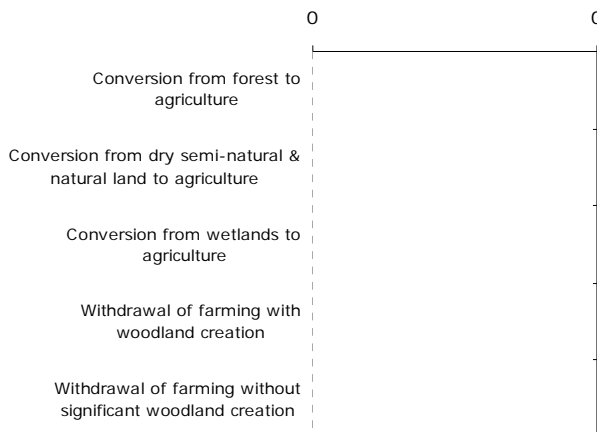 0 0
Conversion from forest to
agriculture
Conversion from dry semi-natural &
natural land to agriculture
Conversion from wetlands to
agriculture
Withdrawal of farming with
woodland creation
Withdrawal of farming without
significant woodland creation